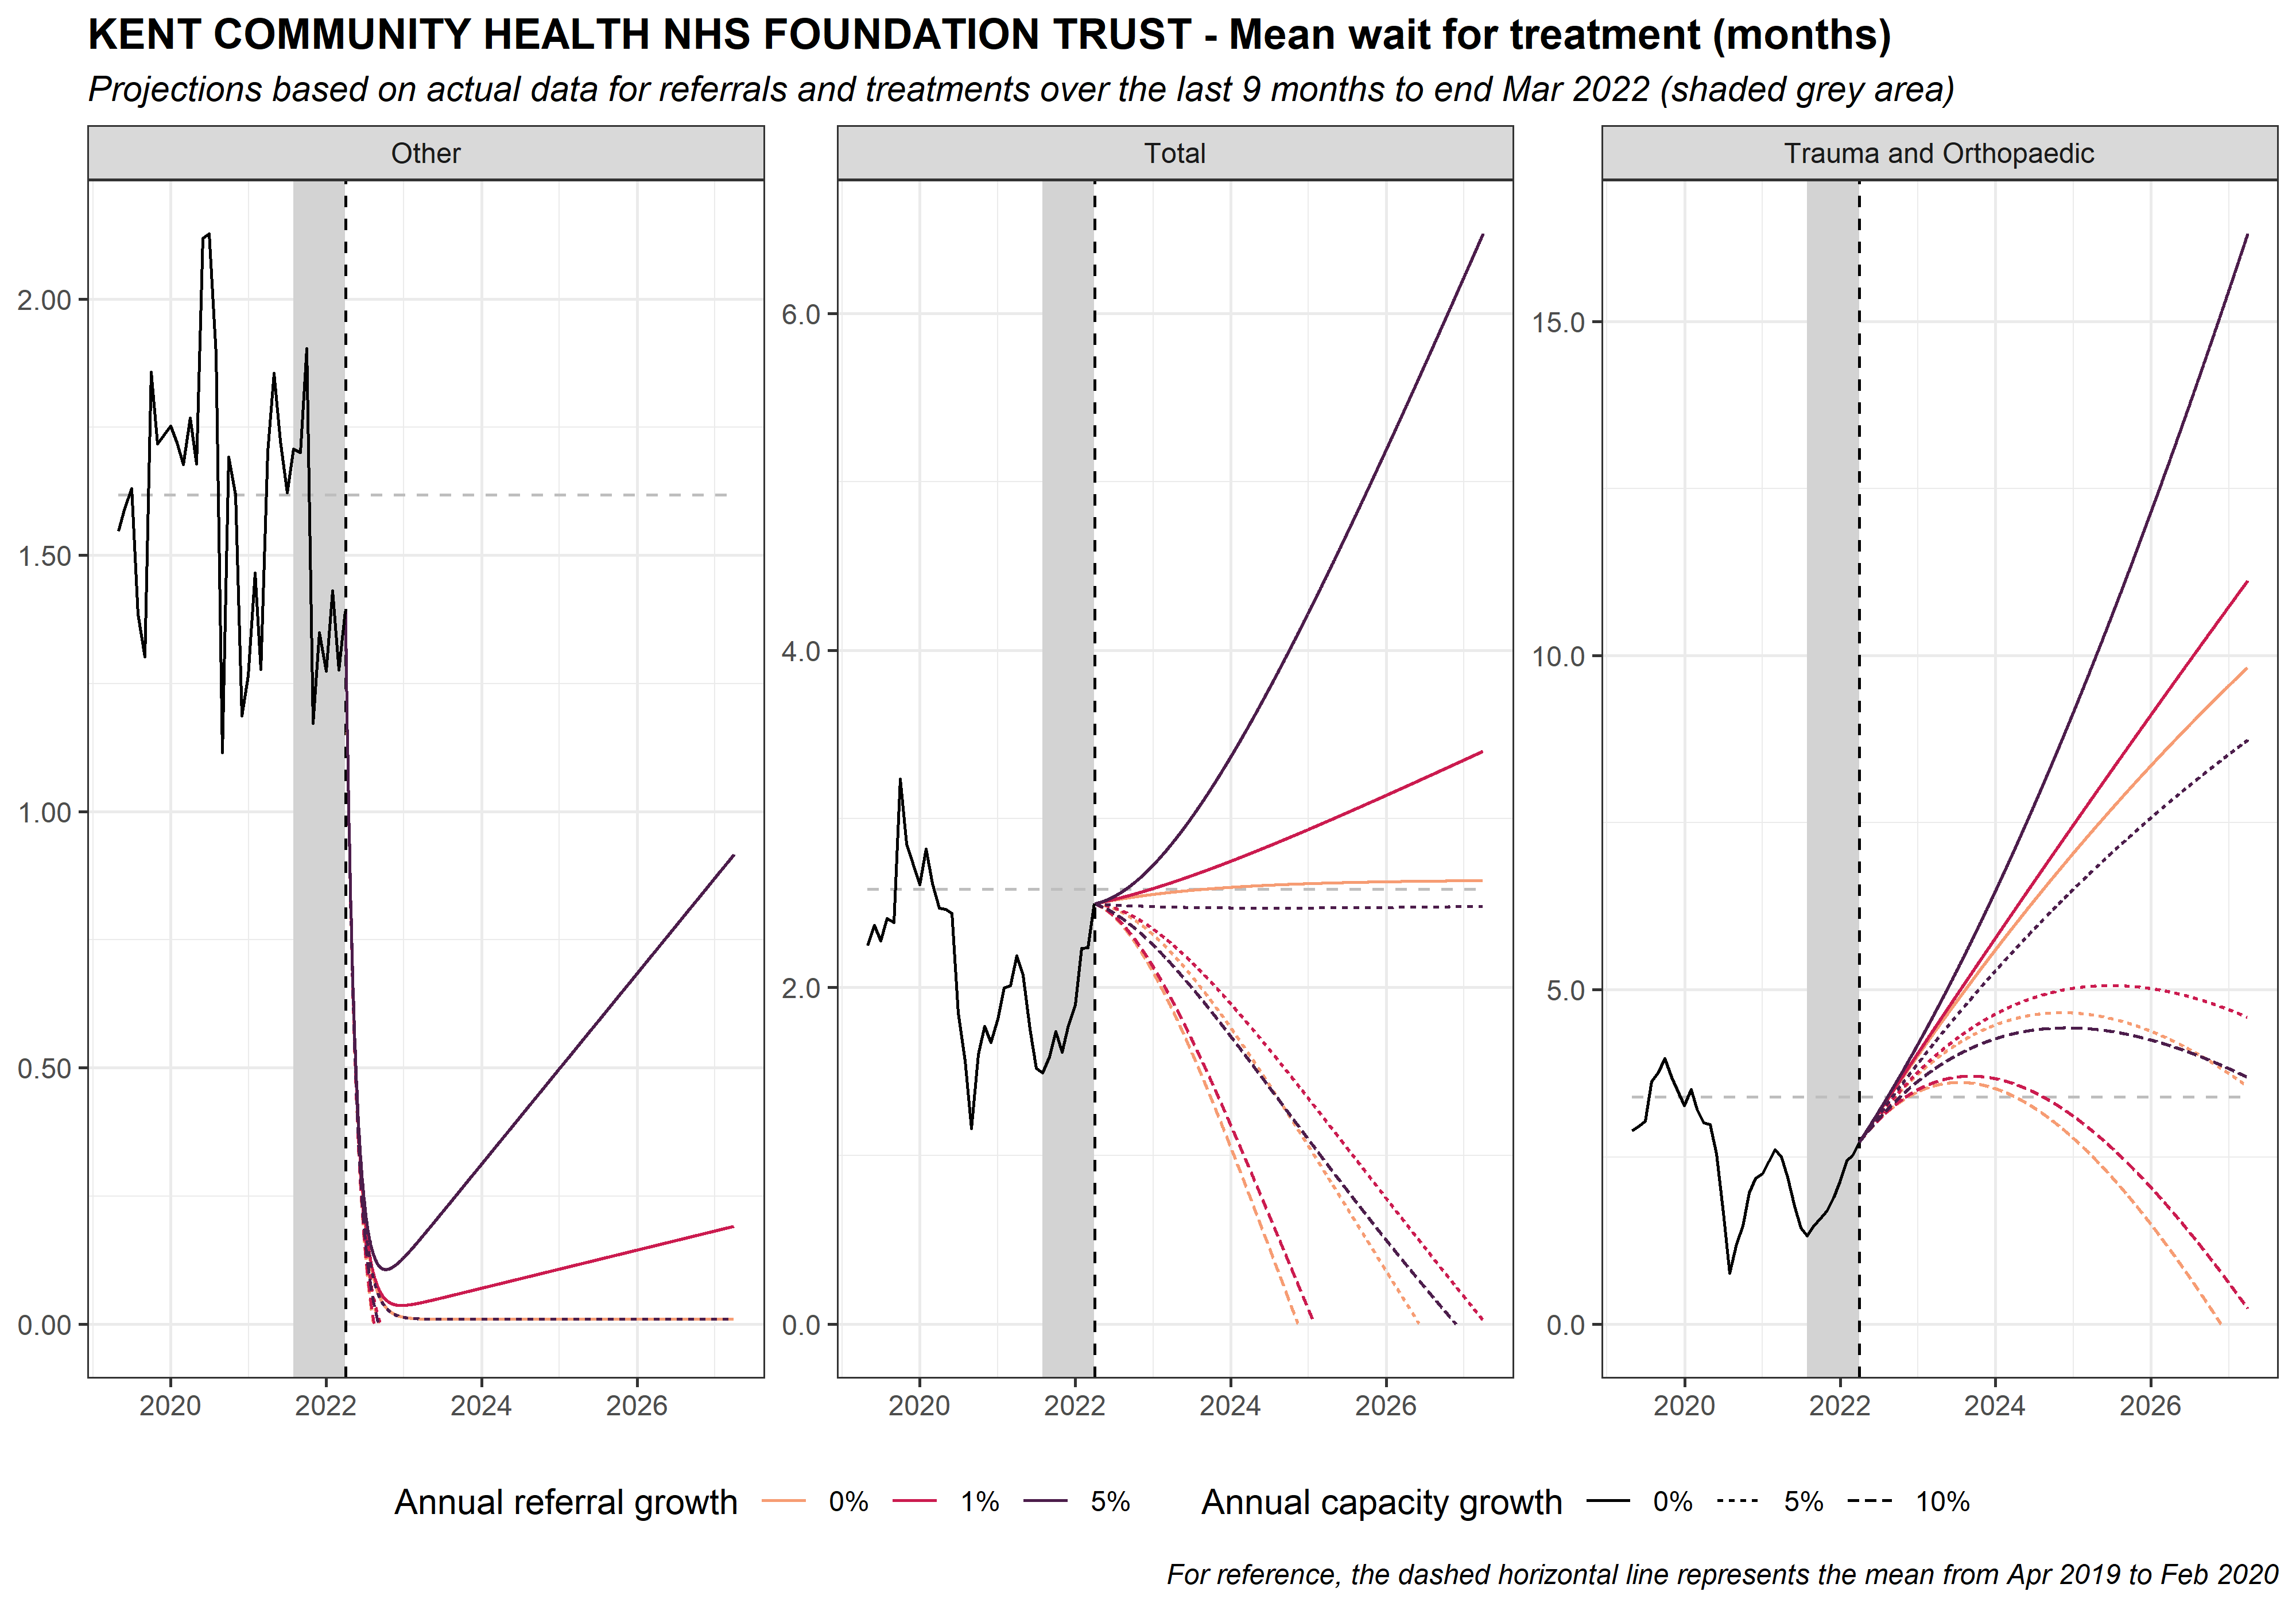 KENT COMMUNITY HEALTH NHS FOUNDATION TRUST - Mean wait for treatment (months)
Projections based on actual data for referrals and treatments over the last 9 months to end Mar 2022 (shaded grey area)
Other
2.00
1.50
1.00
0.50
0.00
2020 2022 2024 2026
Total
6.0
4.0
2.0
0.0
2020 2022 2024 2026
Trauma and Orthopaedic
15.0
10.0
5.0
0.0
2020 2022 2024 2026
Annual referral growth 0% 1% 5% Annual capacity growth 0% 5% 10%
For reference, the dashed horizontal line represents the mean from Apr 2019 to Feb 2020